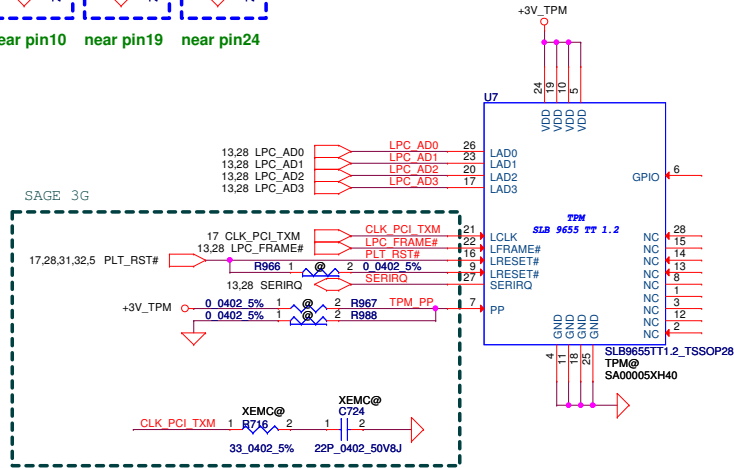 near pin19
near pin24
+3V_TPM
U7
24
19
10
5
VDD
VDD
VDD
VDD
13,28 LPC_AD0
LPC_AD0
26
LAD0
13,28 LPC_AD1
LPC_AD1
23
LAD1
13,28 LPC_AD2
LPC_AD2
20
LAD2
13,28 LPC_AD3
LPC_AD3
17
LAD3
GPIO
6
SAGE 3G
TPM
SLB 9655 TT 1.2
17 CLK_PCI_TXM
CLK_PCI_TXM
21
LCLK
13,28 LPC_FRAME#
LPC_FRAME#
22
LFRAME#
17,28,31,32,5 PLT_RST#
PLT_RST#
16
LRESET#
R966
1
@
2
0_0402_5%
9
LRESET#
13,28 SERIRQ
SERIRQ
27
SERIRQ
NC
28
NC
15
NC
14
NC
13
NC
8
NC
1
NC
3
NC
12
NC
2
+3V_TPM
0_0402_5%
1
@
2
R967
TPM_PP
7
PP
0_0402_5%
1
@
2
R988
GND
GND
GND
GND
4
11
18
25
SLB9655TT1.2_TSSOP28
TPM@
SA00005XH40
XEMC@
XEMC@
C724
CLK_PCI_TXM
1
R716
2
1
2
33_0402_5%
22P_0402_50V8J